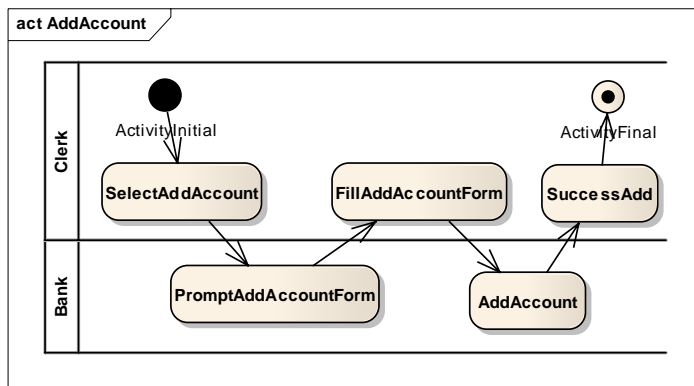 act AddAccount
Clerk
ActivityInitial
ActivityFinal
SelectAddAccount
FillAddAccountForm
SuccessAdd
Bank
PromptAddAccountForm
AddAccount